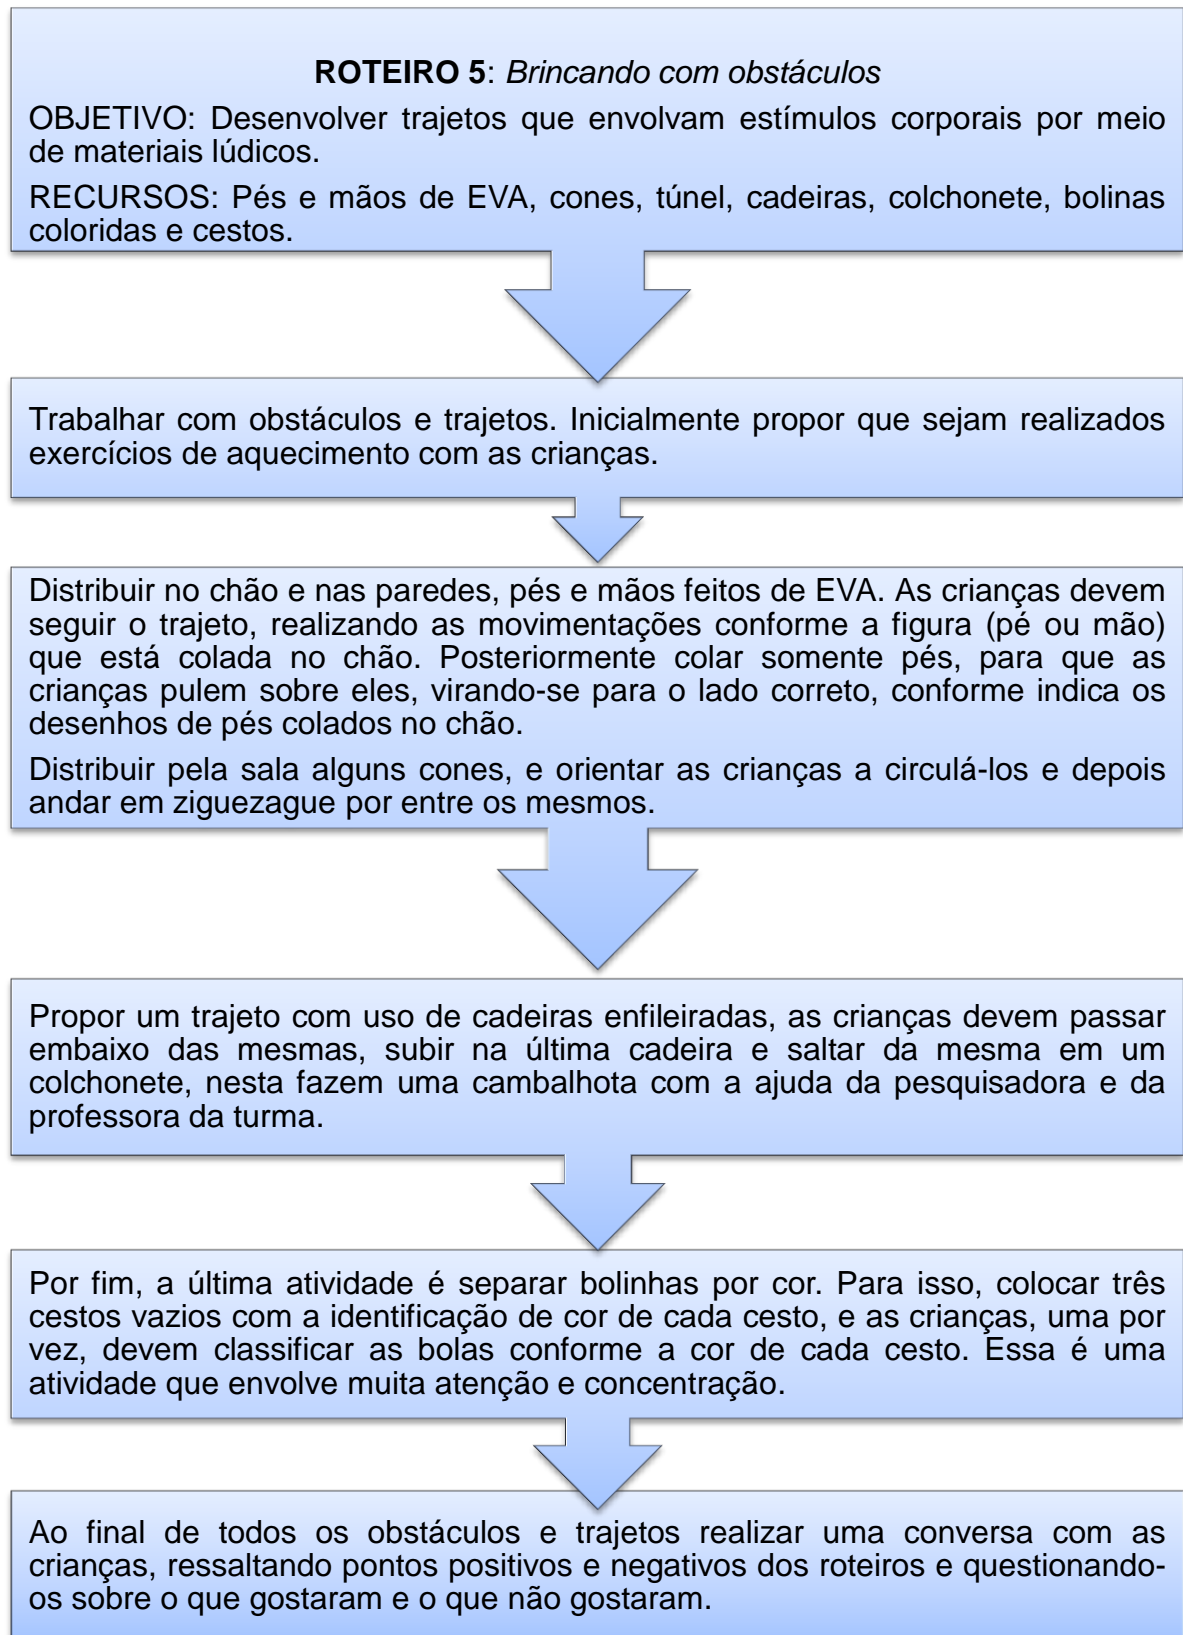 ROTEIRO 5: Brincando com obstáculos
OBJETIVO: Desenvolver trajetos que envolvam estímulos corporais por meio
de materiais lúdicos.
RECURSOS: Pés e mãos de EVA, cones, túnel, cadeiras, colchonete, bolinas
coloridas e cestos.
Trabalhar com obstáculos e trajetos. Inicialmente propor que sejam realizados
exercícios de aquecimento com as crianças.
Distribuir no chão e nas paredes, pés e mãos feitos de EVA. As crianças devem
seguir o trajeto, realizando as movimentações conforme a figura (pé ou mão)
que está colada no chão. Posteriormente colar somente pés, para que as
crianças pulem sobre eles, virando-se para o lado correto, conforme indica os
desenhos de pés colados no chão.
Distribuir pela sala alguns cones, e orientar as crianças a circulá-los e depois
andar em ziguezague por entre os mesmos.
Propor um trajeto com uso de cadeiras enfileiradas, as crianças devem passar
embaixo das mesmas, subir na última cadeira e saltar da mesma em um
colchonete, nesta fazem uma cambalhota com a ajuda da pesquisadora e da
professora da turma.
Por fim, a última atividade é separar bolinhas por cor. Para isso, colocar três
cestos vazios com a identificação de cor de cada cesto, e as crianças, uma por
vez, devem classificar as bolas conforme a cor de cada cesto. Essa é uma
atividade que envolve muita atenção e concentração.
Ao final de todos os obstáculos e trajetos realizar uma conversa com as
crianças, ressaltando pontos positivos e negativos dos roteiros e questionando-
os sobre o que gostaram e o que não gostaram.